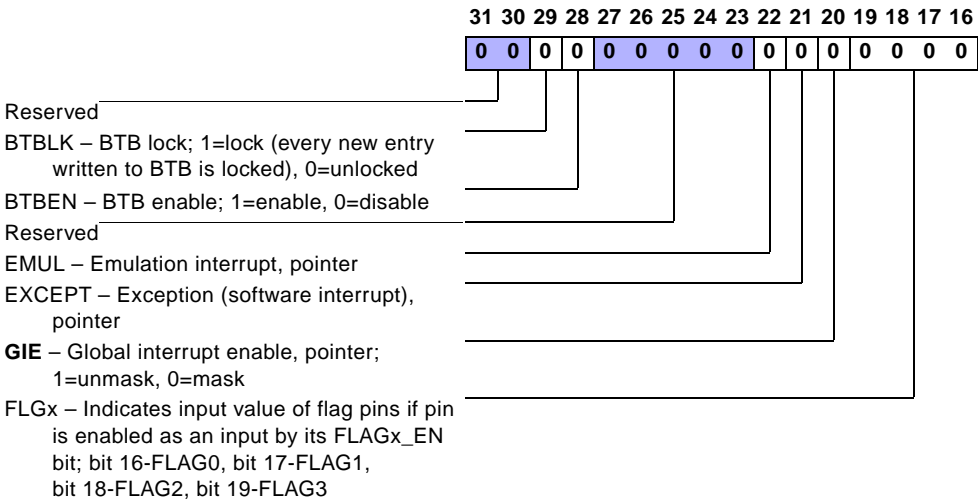 31 30 29 28 27 26 25 24 23 22 21 20 19 18 17 16
0 0 0 0 0 0 0 0 0 0 0 0 0 0 0 0
Reserved
BTBLK – BTB lock; 1=lock (every new entry
written to BTB is locked), 0=unlocked
BTBEN – BTB enable; 1=enable, 0=disable
Reserved
EMUL – Emulation interrupt, pointer
EXCEPT – Exception (software interrupt),
pointer
GIE – Global interrupt enable, pointer;
1=unmask, 0=mask
FLGx – Indicates input value of flag pins if pin
is enabled as an input by its FLAGx_EN
bit; bit 16-FLAG0, bit 17-FLAG1,
bit 18-FLAG2, bit 19-FLAG3